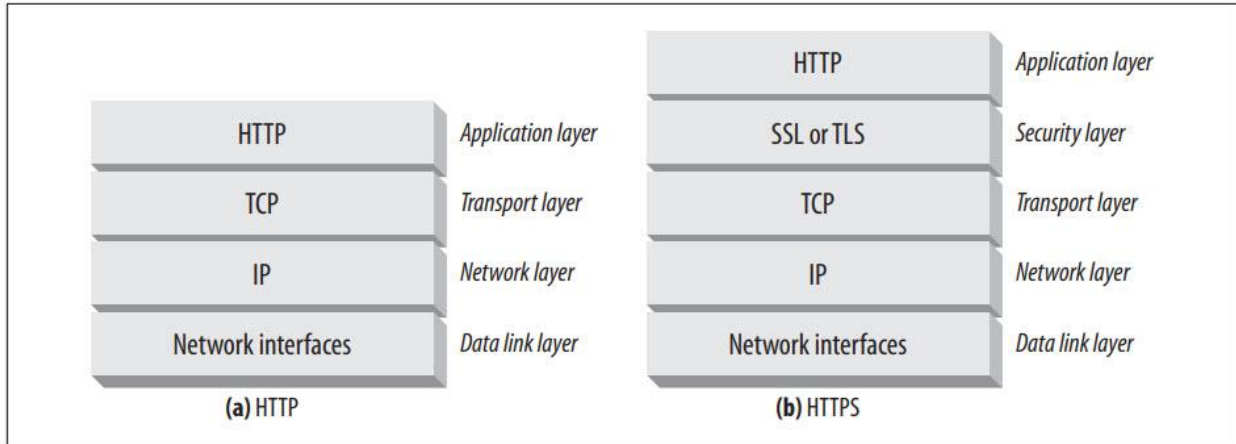 HTTP Application layer
TCP Transport layer
IP Network layer
Network interfaces Data link layer
(a) HTTP
HTTP Application layer
SSL or TLS Security layer
TCP Transport layer
IP Network layer
Network interfaces Data link layer
(b) HTTPS